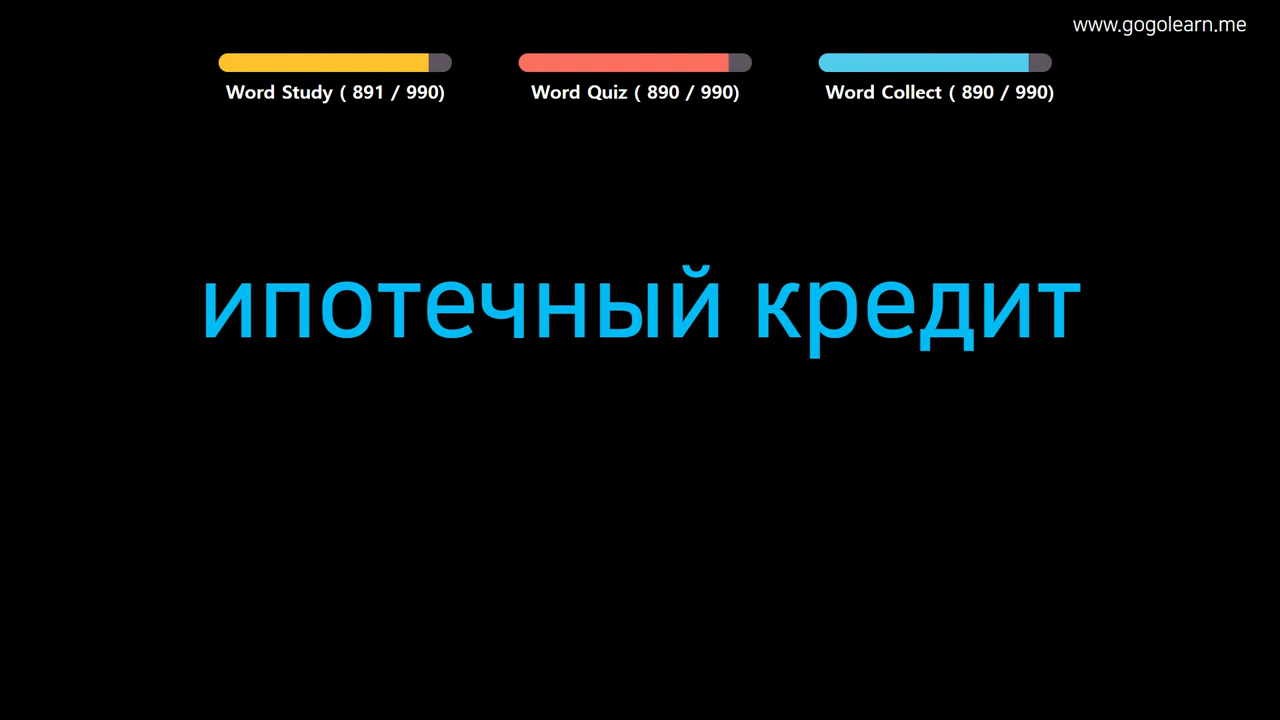 www.gogolearn.me
Word Study ( 891 / 990)
Word Quiz ( 890 / 990)
Word Collect ( 890 / 990)
ипотечный кредит